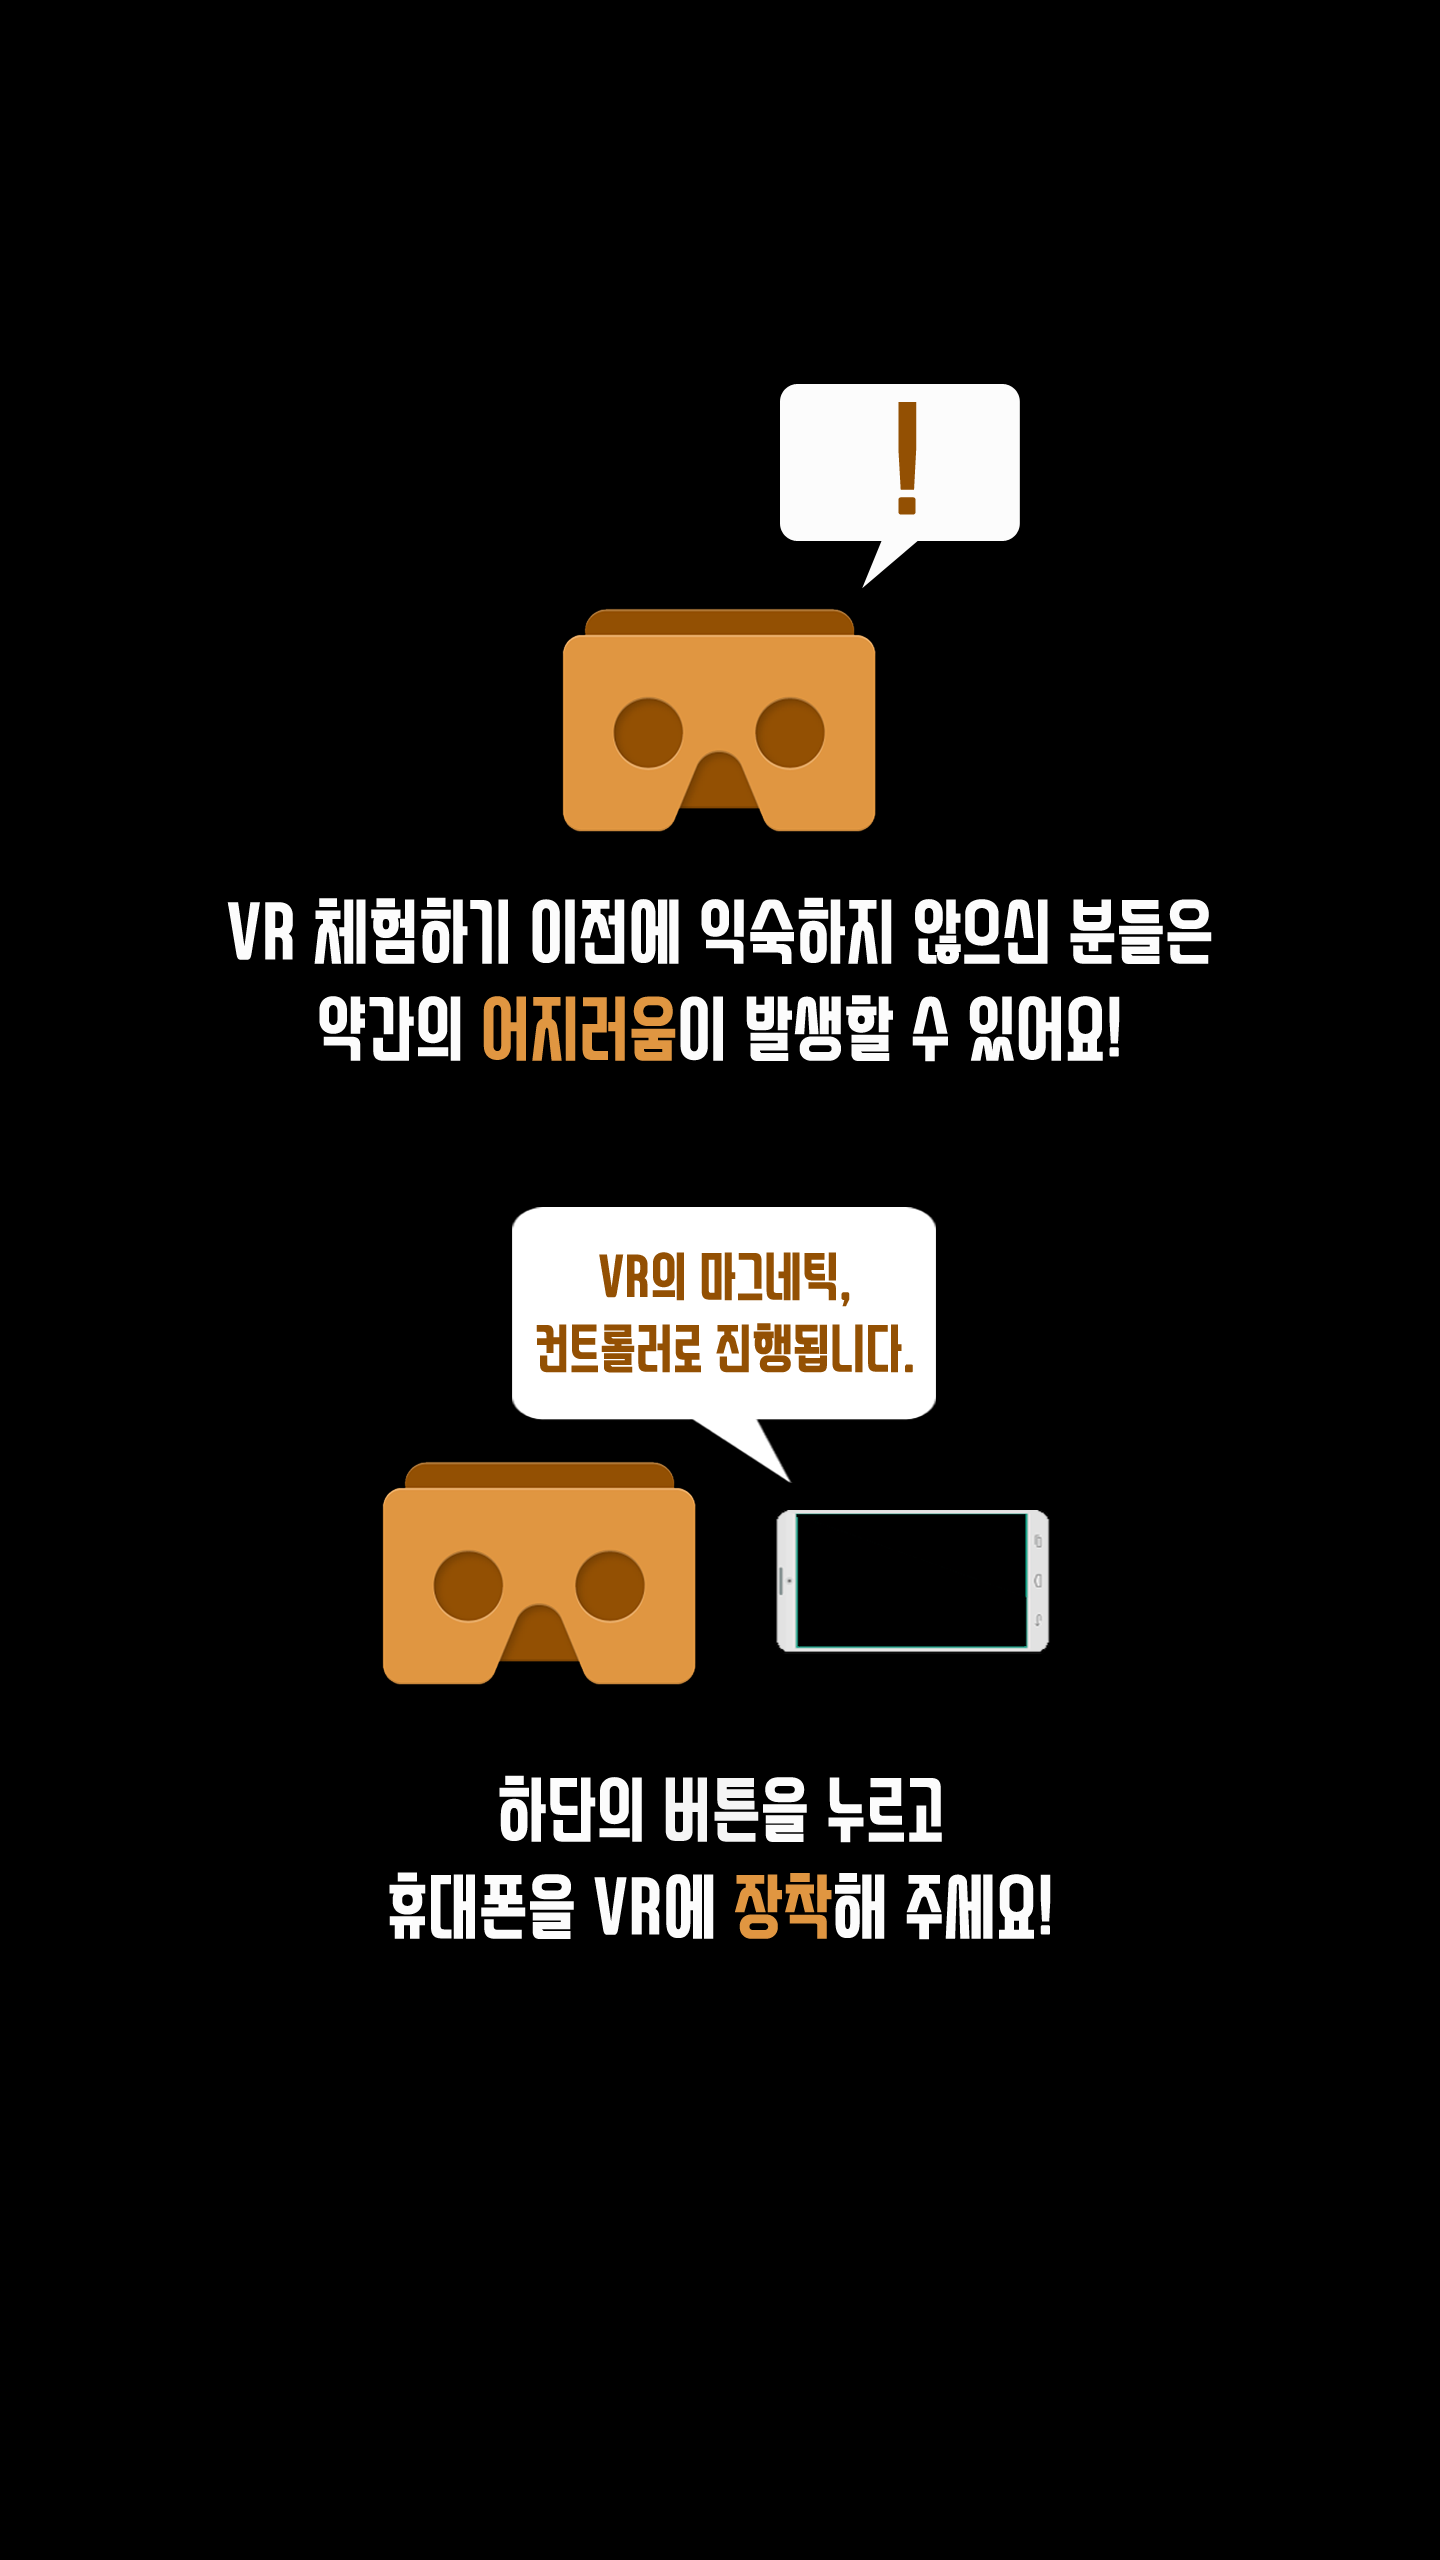 !
VR 체험하기 이전에 익숙하지 않으신 분들은
약간의 어지러움이 발생할 수 있어요!
VR의 마그네틱,
컨트롤러로 진행됩니다.
하단의 버튼을 누르고
휴대폰을 VR에 장착해 주세요!